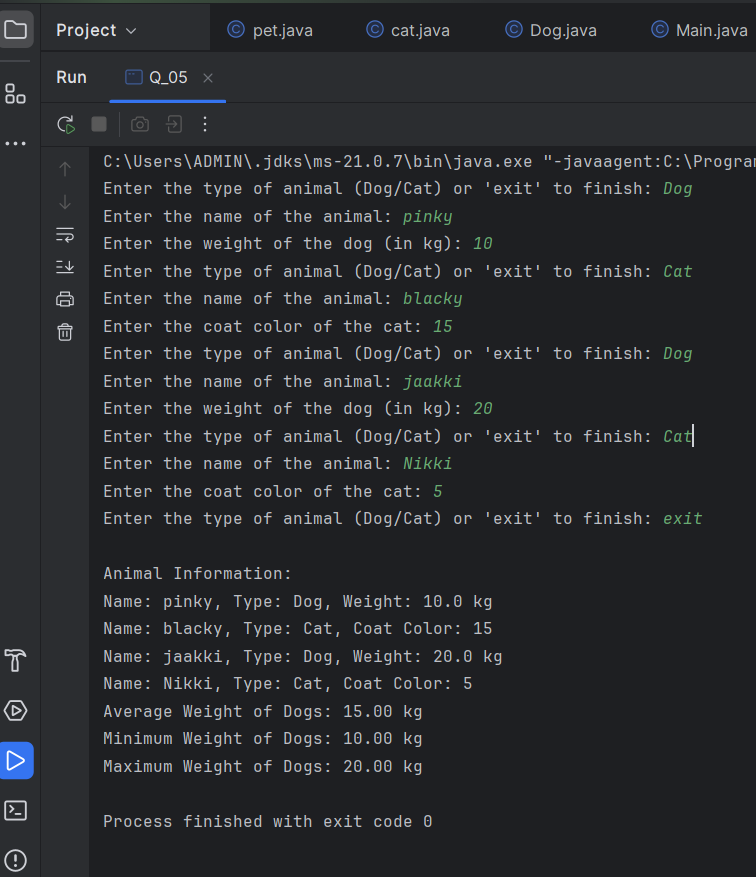 Project
pet.java
cat.java
Dog.java
Main.java
Run
Q_05
C:\Users\ADMIN\.jdks\ms-21.0.7\bin\java.exe "-javaagent:C:\Program
Enter the type of animal (Dog/Cat) or 'exit' to finish: Dog
Enter the name of the animal: pinky
Enter the weight of the dog (in kg): 10
Enter the type of animal (Dog/Cat) or 'exit' to finish: Cat
Enter the name of the animal: blacky
Enter the coat color of the cat: 15
Enter the type of animal (Dog/Cat) or 'exit' to finish: Dog
Enter the name of the animal: jaakki
Enter the weight of the dog (in kg): 20
Enter the type of animal (Dog/Cat) or 'exit' to finish: Cat
Enter the name of the animal: Nikki
Enter the coat color of the cat: 5
Enter the type of animal (Dog/Cat) or 'exit' to finish: exit

Animal Information:
Name: pinky, Type: Dog, Weight: 10.0 kg
Name: blacky, Type: Cat, Coat Color: 15
Name: jaakki, Type: Dog, Weight: 20.0 kg
Name: Nikki, Type: Cat, Coat Color: 5
Average Weight of Dogs: 15.00 kg
Minimum Weight of Dogs: 10.00 kg
Maximum Weight of Dogs: 20.00 kg

Process finished with exit code 0